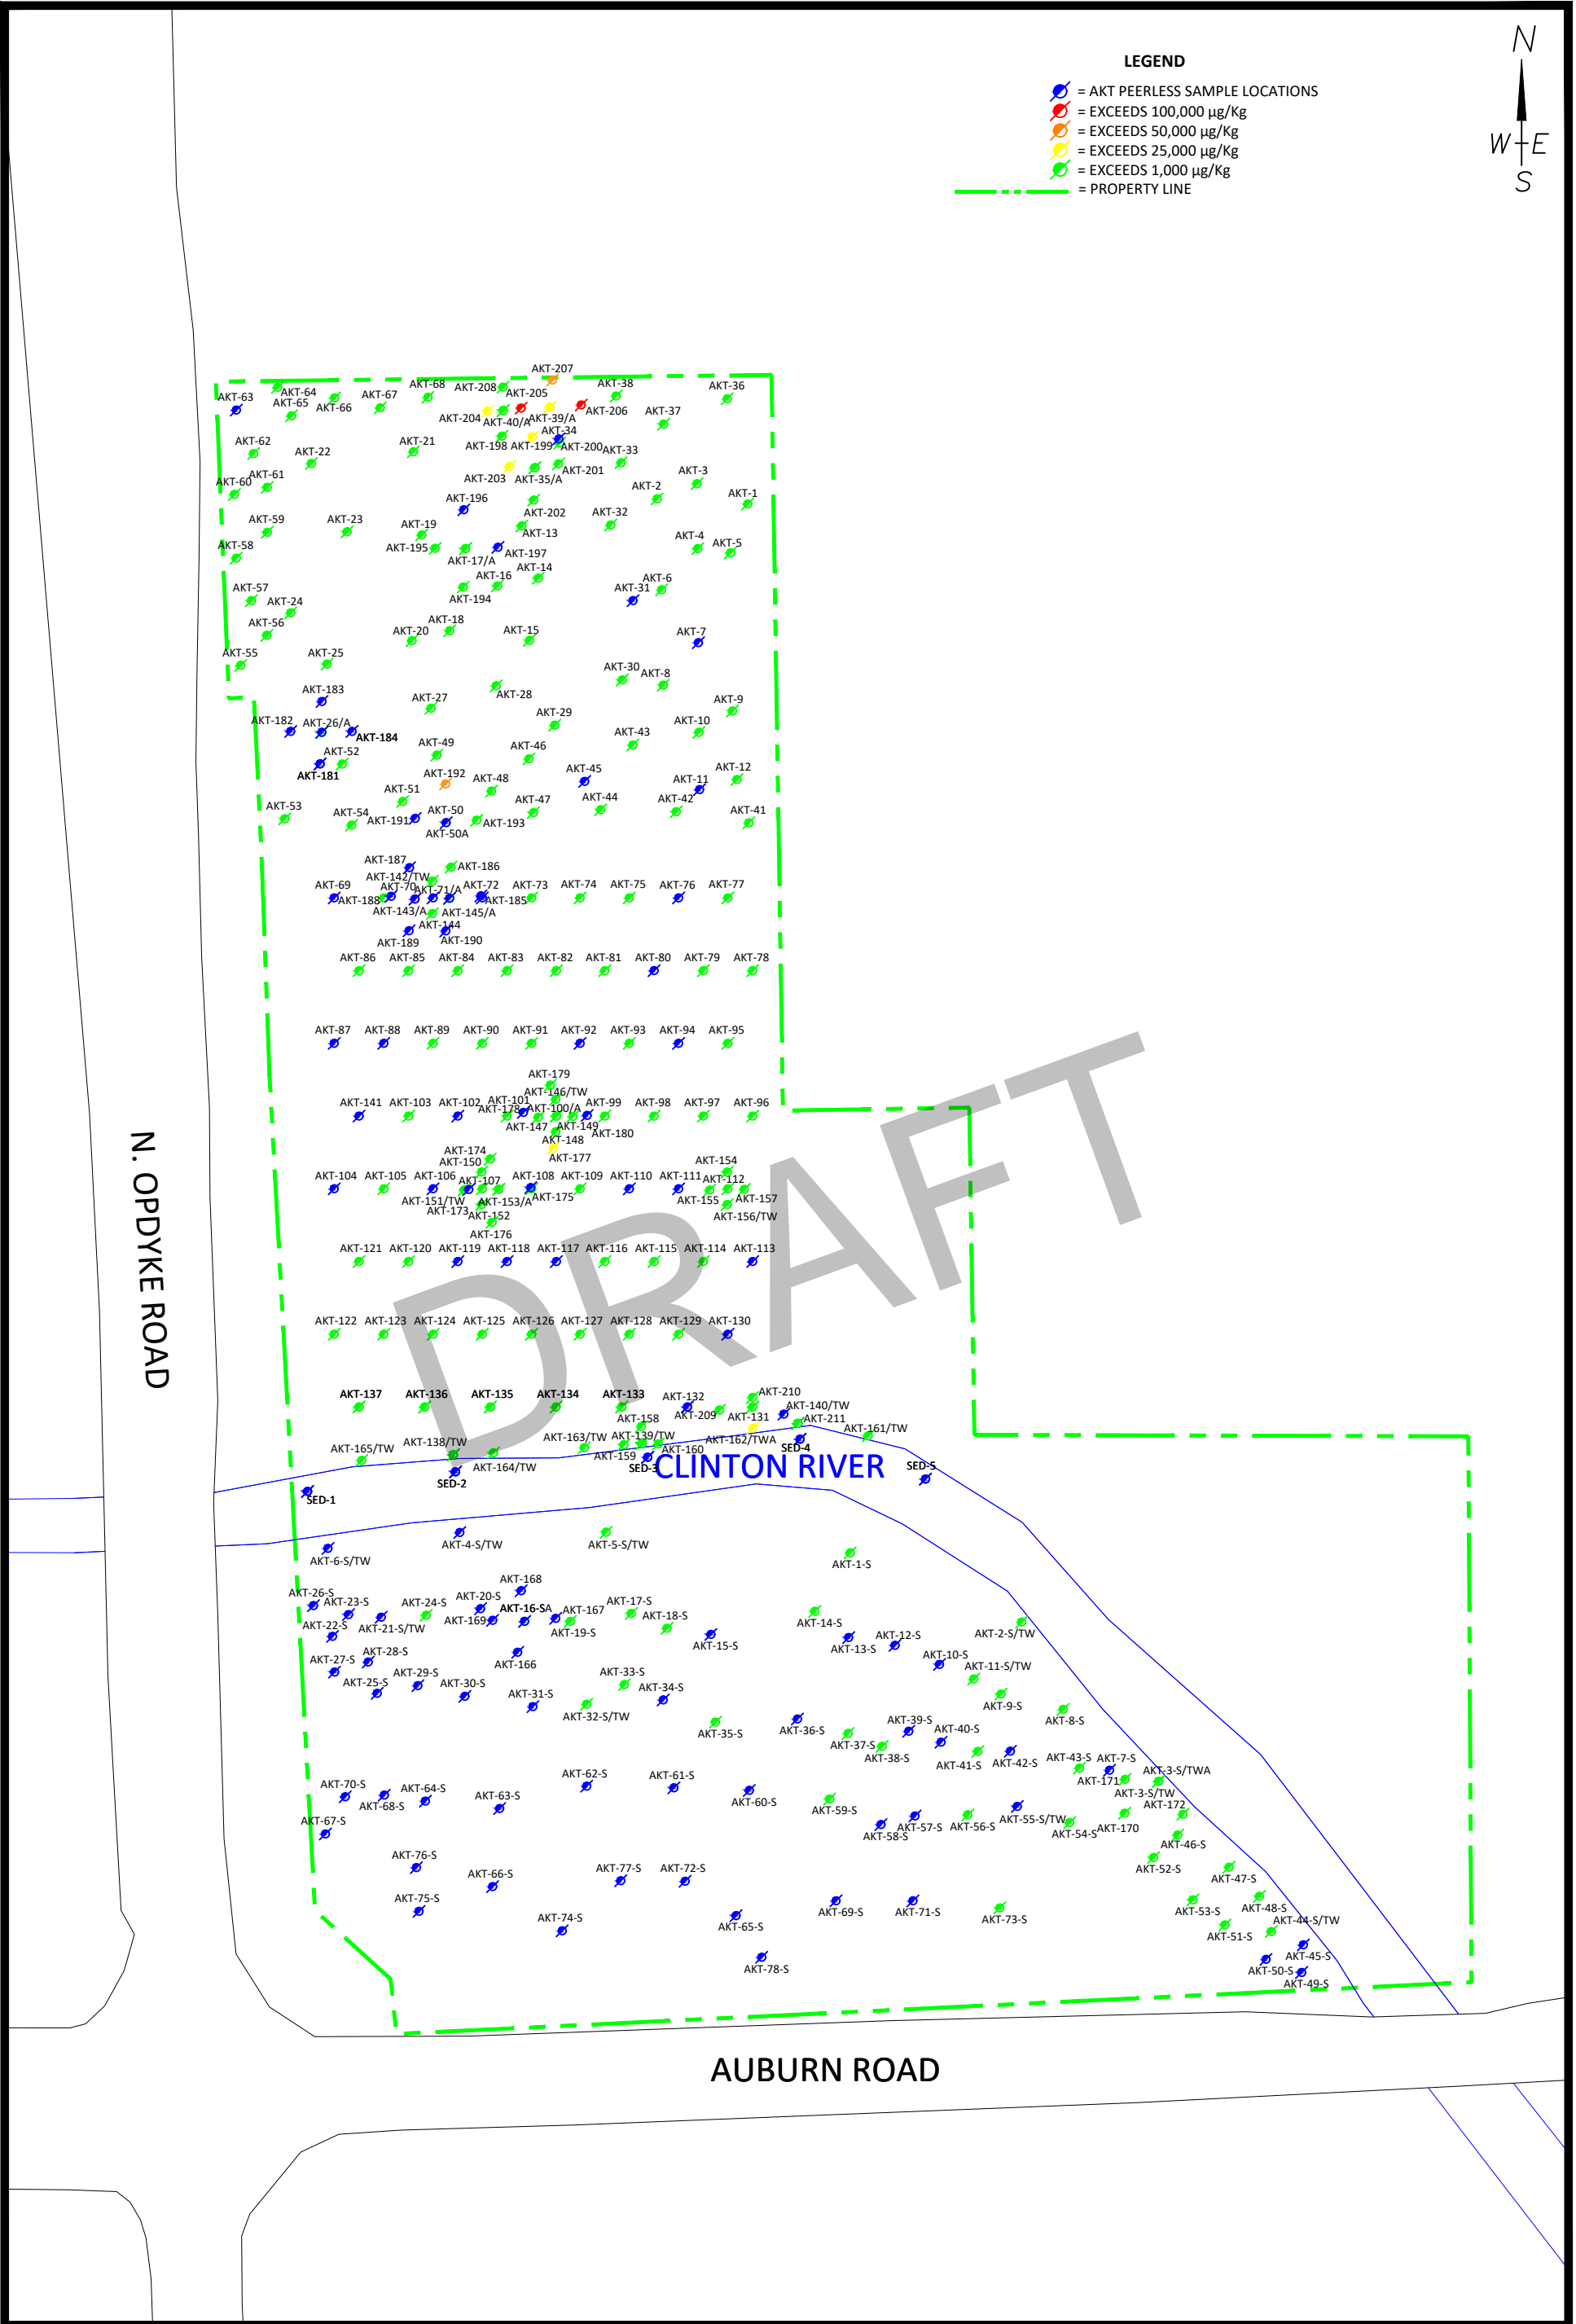 N
W E
S
LEGEND
= AKT PEERLESS SAMPLE LOCATIONS
= EXCEEDS 100,000 µg/Kg
= EXCEEDS 50,000 µg/Kg
= EXCEEDS 25,000 µg/Kg
= EXCEEDS 1,000 µg/Kg
= PROPERTY LINE
AKT-207
AKT-63
AKT-64
AKT-65
AKT-66
AKT-67
AKT-68
AKT-208
AKT-205
AKT-38
AKT-36
AKT-204
AKT-40/A
AKT-39/A
AKT-206
AKT-37
AKT-34
AKT-62
AKT-22
AKT-21
AKT-198
AKT-199
AKT-200
AKT-33
AKT-60
AKT-61
AKT-203
AKT-35/A
AKT-201
AKT-3
AKT-196
AKT-2
AKT-1
AKT-59
AKT-23
AKT-19
AKT-202
AKT-13
AKT-32
AKT-58
AKT-195
AKT-17/A
AKT-197
AKT-4
AKT-5
AKT-57
AKT-24
AKT-194
AKT-16
AKT-14
AKT-31
AKT-6
AKT-56
AKT-20
AKT-18
AKT-15
AKT-7
AKT-55
AKT-25
AKT-30
AKT-8
AKT-183
AKT-27
AKT-28
AKT-9
AKT-182
AKT-26/A
AKT-184
AKT-29
AKT-10
AKT-52
AKT-181
AKT-49
AKT-46
AKT-43
AKT-192
AKT-48
AKT-45
AKT-11
AKT-12
AKT-53
AKT-54
AKT-51
AKT-191
AKT-50
AKT-50A
AKT-193
AKT-47
AKT-44
AKT-42
AKT-41
AKT-187
AKT-186
AKT-142/TW
AKT-69
AKT-188
AKT-70
AKT-71/A
AKT-72
AKT-185
AKT-73
AKT-74
AKT-75
AKT-76
AKT-77
AKT-143/A
AKT-145/A
AKT-144
AKT-189
AKT-190
AKT-86
AKT-85
AKT-84
AKT-83
AKT-82
AKT-81
AKT-80
AKT-79
AKT-78
AKT-87
AKT-88
AKT-89
AKT-90
AKT-91
AKT-92
AKT-93
AKT-94
AKT-95
AKT-179
AKT-146/TW
AKT-141
AKT-103
AKT-102
AKT-101
AKT-178
AKT-100/A
AKT-99
AKT-98
AKT-97
AKT-96
AKT-147
AKT-149
AKT-180
AKT-148
AKT-177
AKT-174
AKT-150
AKT-154
AKT-104
AKT-105
AKT-106
AKT-107
AKT-108
AKT-109
AKT-110
AKT-111
AKT-112
AKT-151/TW
AKT-153/A
AKT-175
AKT-155
AKT-157
AKT-173
AKT-152
AKT-156/TW
AKT-176
AKT-121
AKT-120
AKT-119
AKT-118
AKT-117
AKT-116
AKT-115
AKT-114
AKT-113
AKT-122
AKT-123
AKT-124
AKT-125
AKT-126
AKT-127
AKT-128
AKT-129
AKT-130
AKT-137
AKT-136
AKT-135
AKT-134
AKT-133
AKT-132
AKT-210
AKT-209
AKT-131
AKT-140/TW
AKT-158
AKT-211
AKT-165/TW
AKT-138/TW
AKT-164/TW
AKT-163/TW
AKT-139/TW
AKT-159
AKT-160
AKT-162/TWA
AKT-161/TW
SED-1
SED-2
SED-3
SED-4
SED-5
CLINTON RIVER
DRAFT
N. OPDYKE ROAD
AKT-6-S/TW
AKT-4-S/TW
AKT-5-S/TW
AKT-1-S
AKT-26-S
AKT-23-S
AKT-22-S
AKT-21-S/TW
AKT-24-S
AKT-20-S
AKT-168
AKT-169
AKT-16-SA
AKT-167
AKT-19-S
AKT-17-S
AKT-18-S
AKT-15-S
AKT-14-S
AKT-13-S
AKT-12-S
AKT-2-S/TW
AKT-27-S
AKT-28-S
AKT-166
AKT-10-S
AKT-11-S/TW
AKT-25-S
AKT-29-S
AKT-30-S
AKT-31-S
AKT-33-S
AKT-32-S/TW
AKT-34-S
AKT-9-S
AKT-8-S
AKT-35-S
AKT-36-S
AKT-37-S
AKT-38-S
AKT-39-S
AKT-40-S
AKT-41-S
AKT-42-S
AKT-43-S
AKT-7-S
AKT-171
AKT-3-S/TWA
AKT-3-S/TW
AKT-70-S
AKT-68-S
AKT-64-S
AKT-63-S
AKT-62-S
AKT-61-S
AKT-60-S
AKT-59-S
AKT-58-S
AKT-57-S
AKT-56-S
AKT-55-S/TW
AKT-54-S
AKT-170
AKT-172
AKT-67-S
AKT-46-S
AKT-52-S
AKT-76-S
AKT-66-S
AKT-77-S
AKT-72-S
AKT-47-S
AKT-75-S
AKT-74-S
AKT-65-S
AKT-69-S
AKT-71-S
AKT-73-S
AKT-53-S
AKT-48-S
AKT-51-S
AKT-44-S/TW
AKT-78-S
AKT-45-S
AKT-50-S
AKT-49-S
AUBURN ROAD